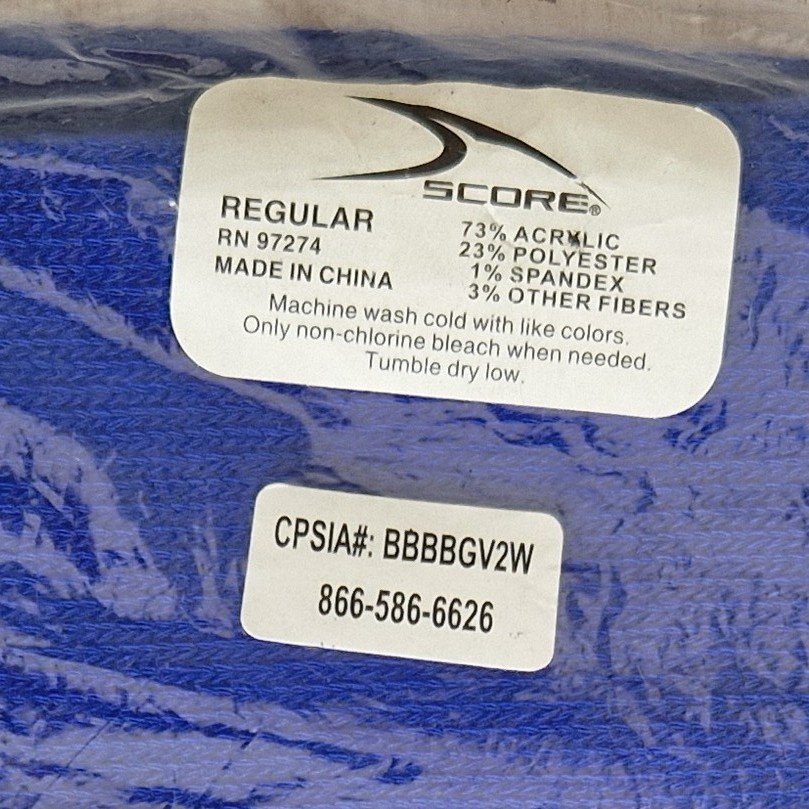 SCORE®
REGULAR
RN 97274
MADE IN CHINA
73% ACRYLIC
23% POLYESTER
1% SPANDEX
3% OTHER FIBERS
Machine wash cold with like colors.
Only non-chlorine bleach when needed.
Tumble dry low.
CPSIA#: BBBBGV2W
866-586-6626